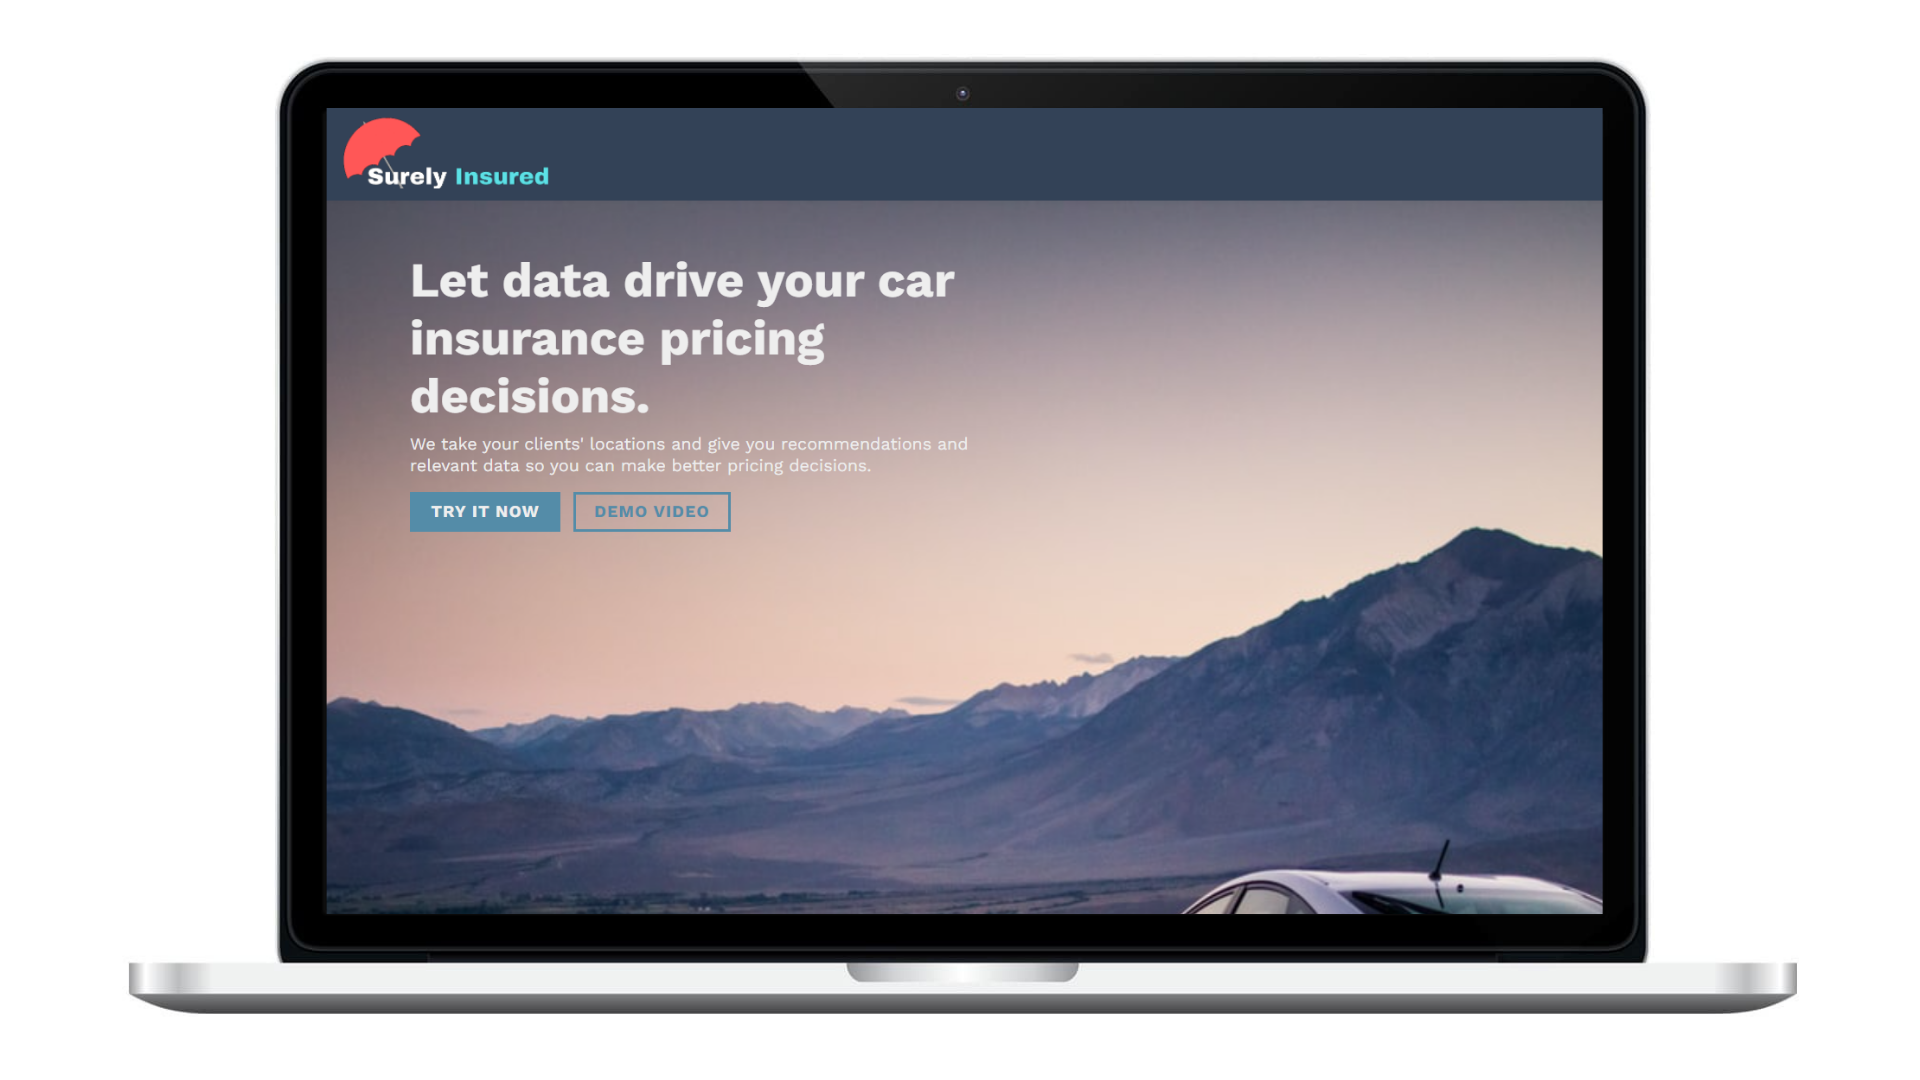 Surely Insured
Let data drive your car
insurance pricing
decisions.
We take your clients' locations and give you recommendations and
relevant data so you can make better pricing decisions.
TRY IT NOW
DEMO VIDEO